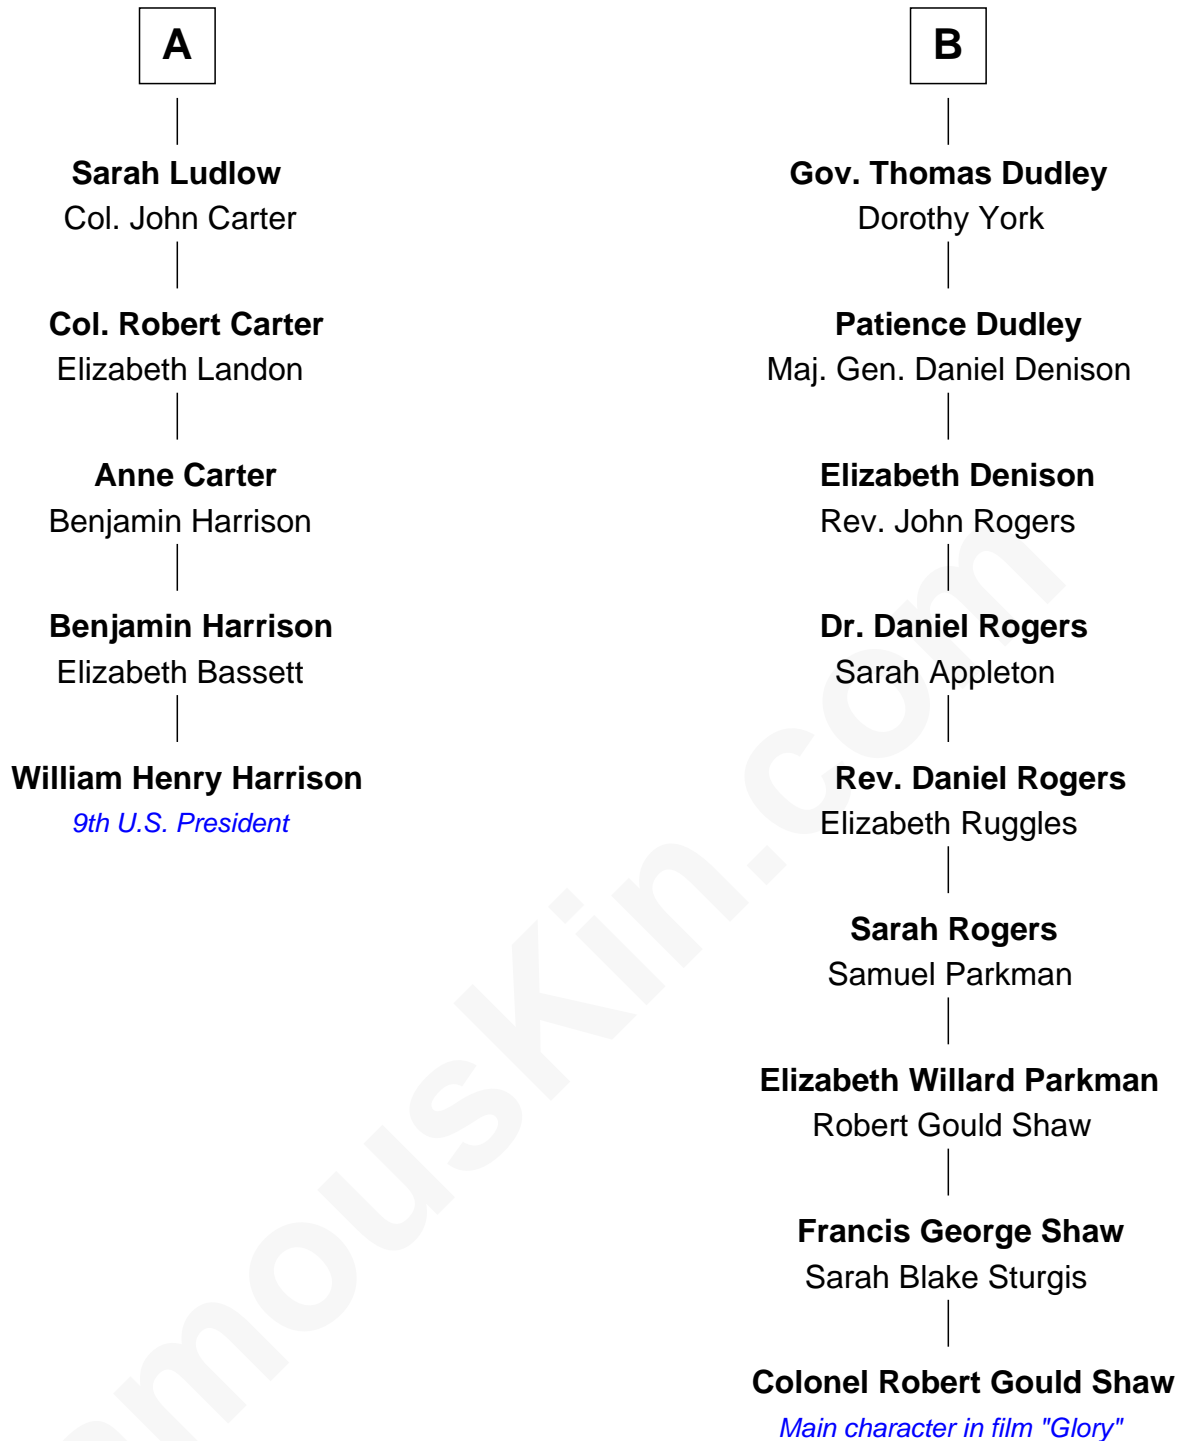 A
Sarah Ludlow
Col. John Carter
Col. Robert Carter
Elizabeth Landon
Anne Carter
Benjamin Harrison
Benjamin Harrison
Elizabeth Bassett
William Henry Harrison
9th U.S. President
B
Gov. Thomas Dudley
Dorothy York
Patience Dudley
Maj. Gen. Daniel Denison
Elizabeth Denison
Rev. John Rogers
Dr. Daniel Rogers
Sarah Appleton
Rev. Daniel Rogers
Elizabeth Ruggles
Sarah Rogers
Samuel Parkman
Elizabeth Willard Parkman
Robert Gould Shaw
Francis George Shaw
Sarah Blake Sturgis
Colonel Robert Gould Shaw
Main character in film "Glory"
amouskin.com